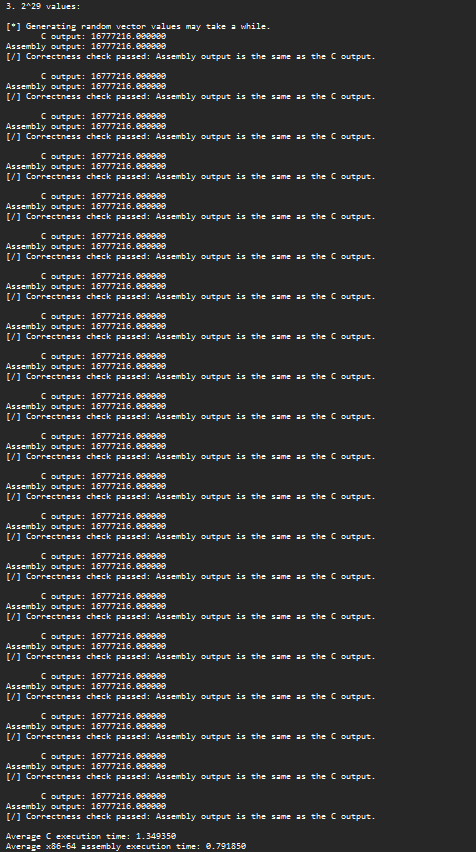 3. 2^29 values:
[*] Generating random vector values may take a while.
C output: 16777216.000000
Assembly output: 16777216.000000
[/] Correctness check passed: Assembly output is the same as the C output.
C output: 16777216.000000
Assembly output: 16777216.000000
[/] Correctness check passed: Assembly output is the same as the C output.
C output: 16777216.000000
Assembly output: 16777216.000000
[/] Correctness check passed: Assembly output is the same as the C output.
C output: 16777216.000000
Assembly output: 16777216.000000
[/] Correctness check passed: Assembly output is the same as the C output.
C output: 16777216.000000
Assembly output: 16777216.000000
[/] Correctness check passed: Assembly output is the same as the C output.
C output: 16777216.000000
Assembly output: 16777216.000000
[/] Correctness check passed: Assembly output is the same as the C output.
C output: 16777216.000000
Assembly output: 16777216.000000
[/] Correctness check passed: Assembly output is the same as the C output.
C output: 16777216.000000
Assembly output: 16777216.000000
[/] Correctness check passed: Assembly output is the same as the C output.
C output: 16777216.000000
Assembly output: 16777216.000000
[/] Correctness check passed: Assembly output is the same as the C output.
C output: 16777216.000000
Assembly output: 16777216.000000
[/] Correctness check passed: Assembly output is the same as the C output.
C output: 16777216.000000
Assembly output: 16777216.000000
[/] Correctness check passed: Assembly output is the same as the C output.
C output: 16777216.000000
Assembly output: 16777216.000000
[/] Correctness check passed: Assembly output is the same as the C output.
C output: 16777216.000000
Assembly output: 16777216.000000
[/] Correctness check passed: Assembly output is the same as the C output.
C output: 16777216.000000
Assembly output: 16777216.000000
[/] Correctness check passed: Assembly output is the same as the C output.
C output: 16777216.000000
Assembly output: 16777216.000000
[/] Correctness check passed: Assembly output is the same as the C output.
C output: 16777216.000000
Assembly output: 16777216.000000
[/] Correctness check passed: Assembly output is the same as the C output.
C output: 16777216.000000
Assembly output: 16777216.000000
[/] Correctness check passed: Assembly output is the same as the C output.
C output: 16777216.000000
Assembly output: 16777216.000000
[/] Correctness check passed: Assembly output is the same as the C output.
C output: 16777216.000000
Assembly output: 16777216.000000
[/] Correctness check passed: Assembly output is the same as the C output.
C output: 16777216.000000
Assembly output: 16777216.000000
[/] Correctness check passed: Assembly output is the same as the C output.
Average C execution time: 1.349350
Average x86-64 assembly execution time: 0.791850